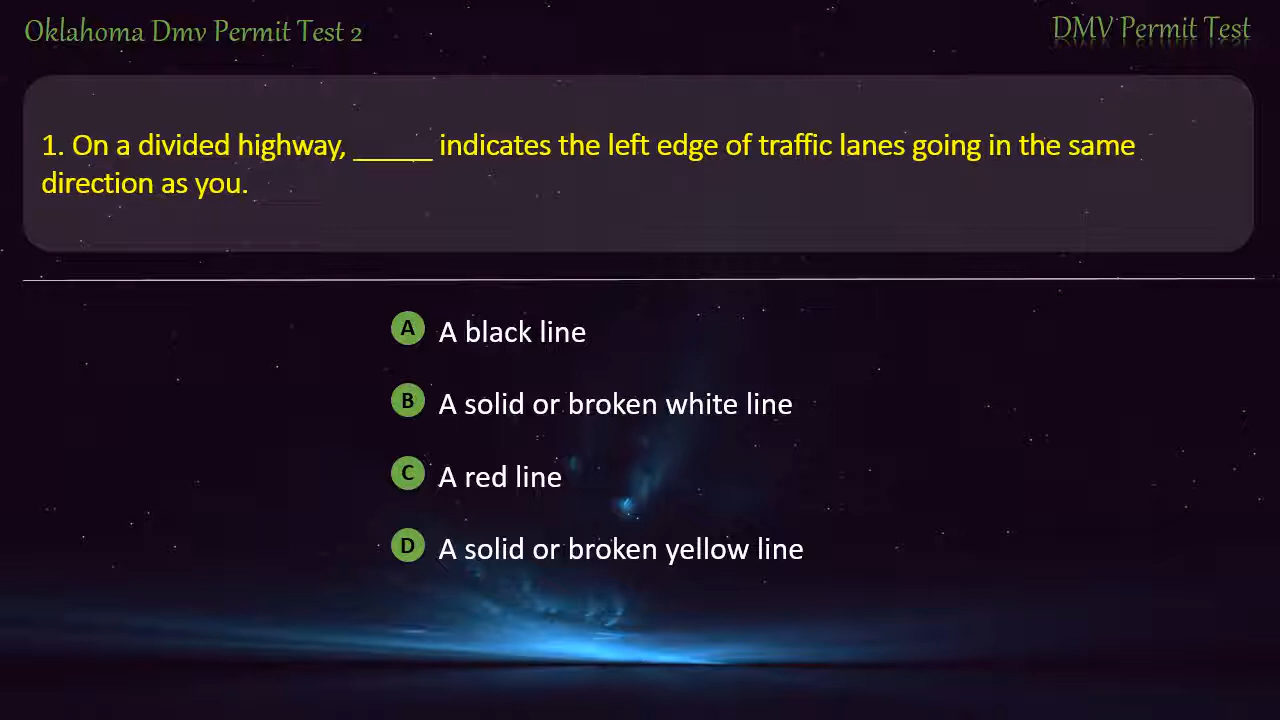 Oklahoma Dmv Permit Test 2
DMV Permit Test
1. On a divided highway, _____ indicates the left edge of traffic lanes going in the same
direction as you.
A A black line
B A solid or broken white line
C A red line
D A solid or broken yellow line